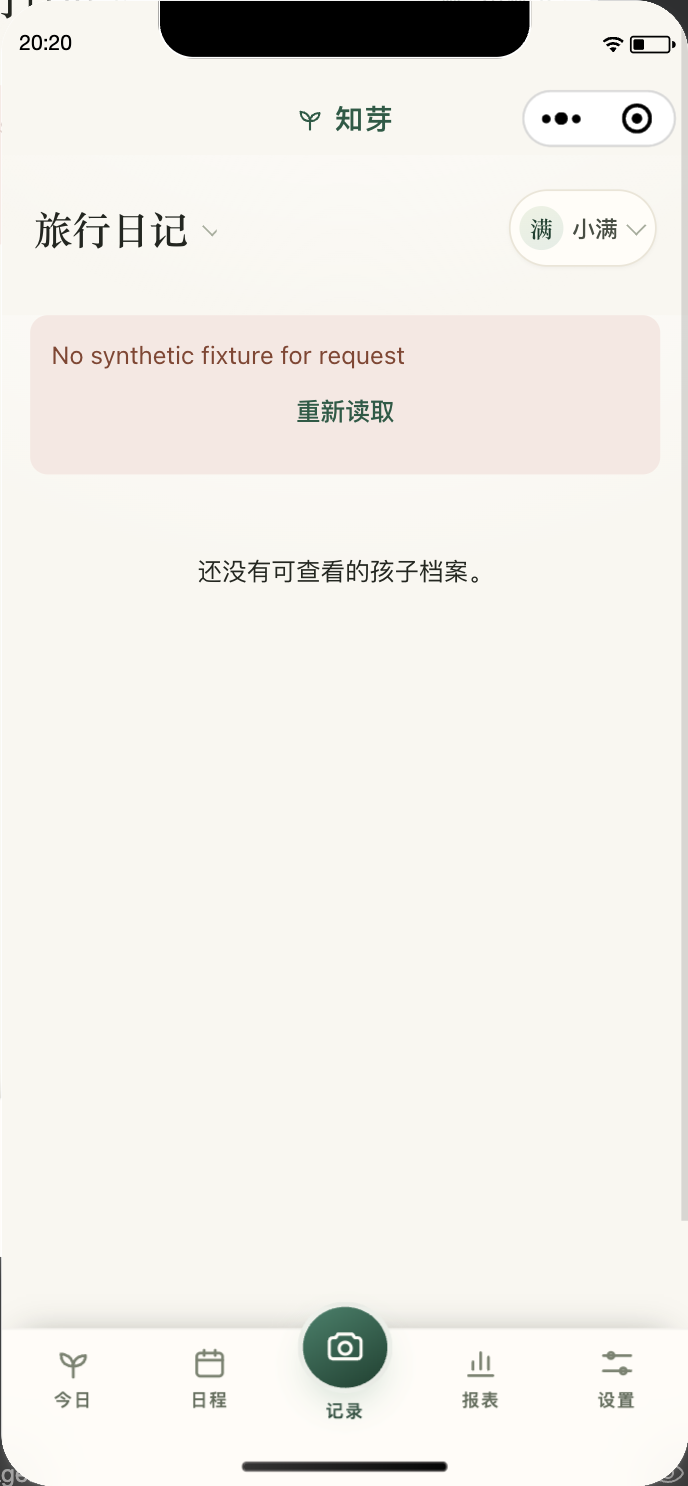 20:20
知芽
旅行日记
满 小满
No synthetic fixture for request
重新读取
还没有可查看的孩子档案。
今日
日程
记录
报表
设置